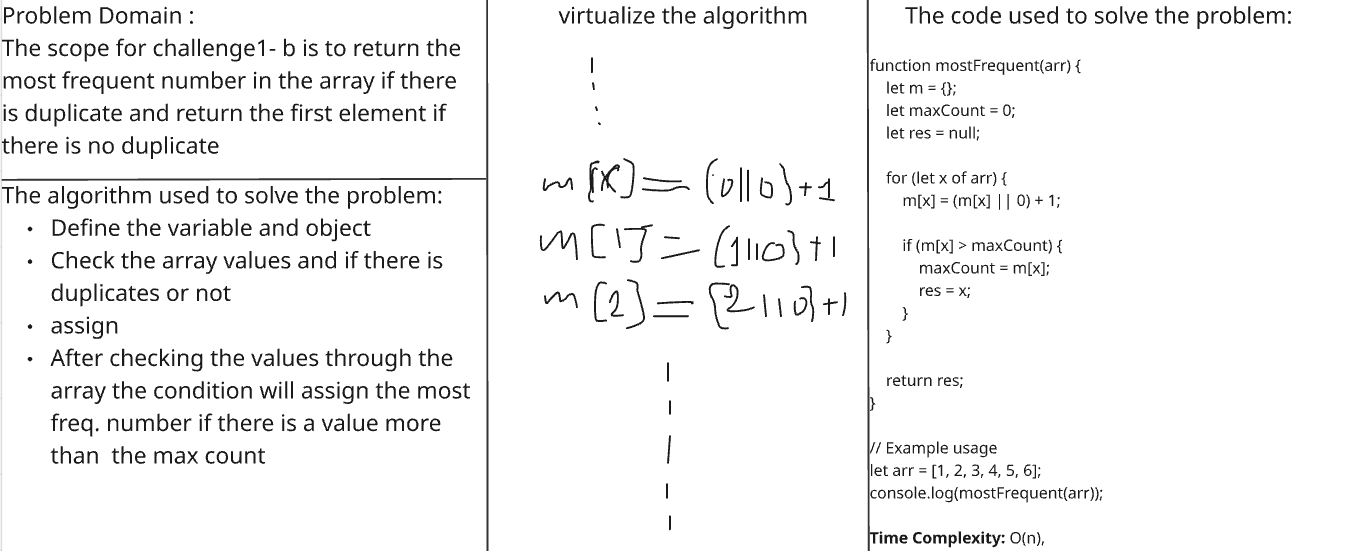 Problem Domain :
The scope for challenge1- b is to return the
most frequent number in the array if there
is duplicate and return the first element if
there is no duplicate
The algorithm used to solve the problem:
• Define the variable and object
• Check the array values and if there is
duplicates or not
• assign
• After checking the values through the
array the condition will assign the most
freq. number if there is a value more
than  the max count
virtualize the algorithm
m[x] = (0||0)+1
m[1] = (1||0)+1
m[2] = {2||0}+1
The code used to solve the problem:
function mostFrequent(arr) {
let m = {};
let maxCount = 0;
let res = null;
for (let x of arr) {
m[x] = (m[x] || 0) + 1;
if (m[x] > maxCount) {
maxCount = m[x];
res = x;
}
}
return res;
}
// Example usage
let arr = [1, 2, 3, 4, 5, 6];
console.log(mostFrequent(arr));
Time Complexity: O(n),